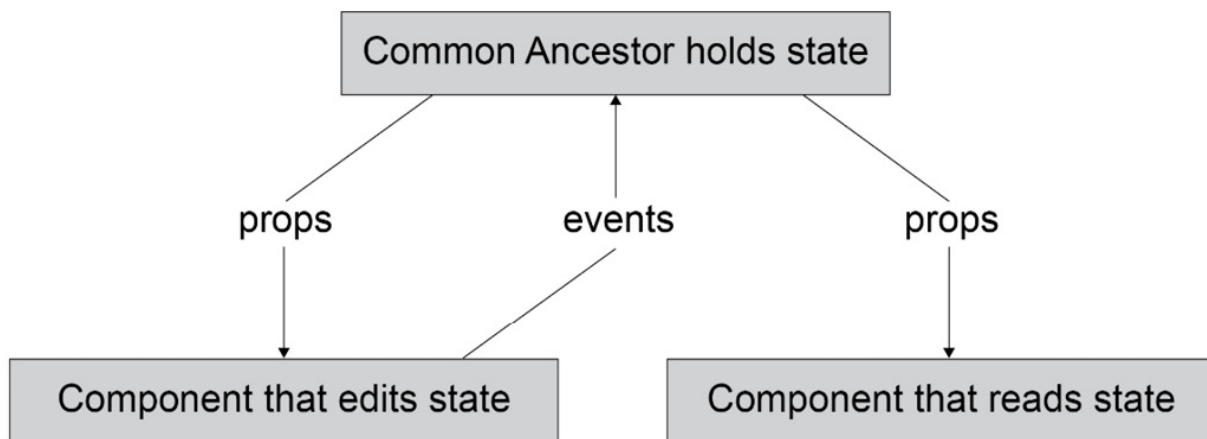 Common Ancestor holds state
props
events
props
Component that edits state
Component that reads state